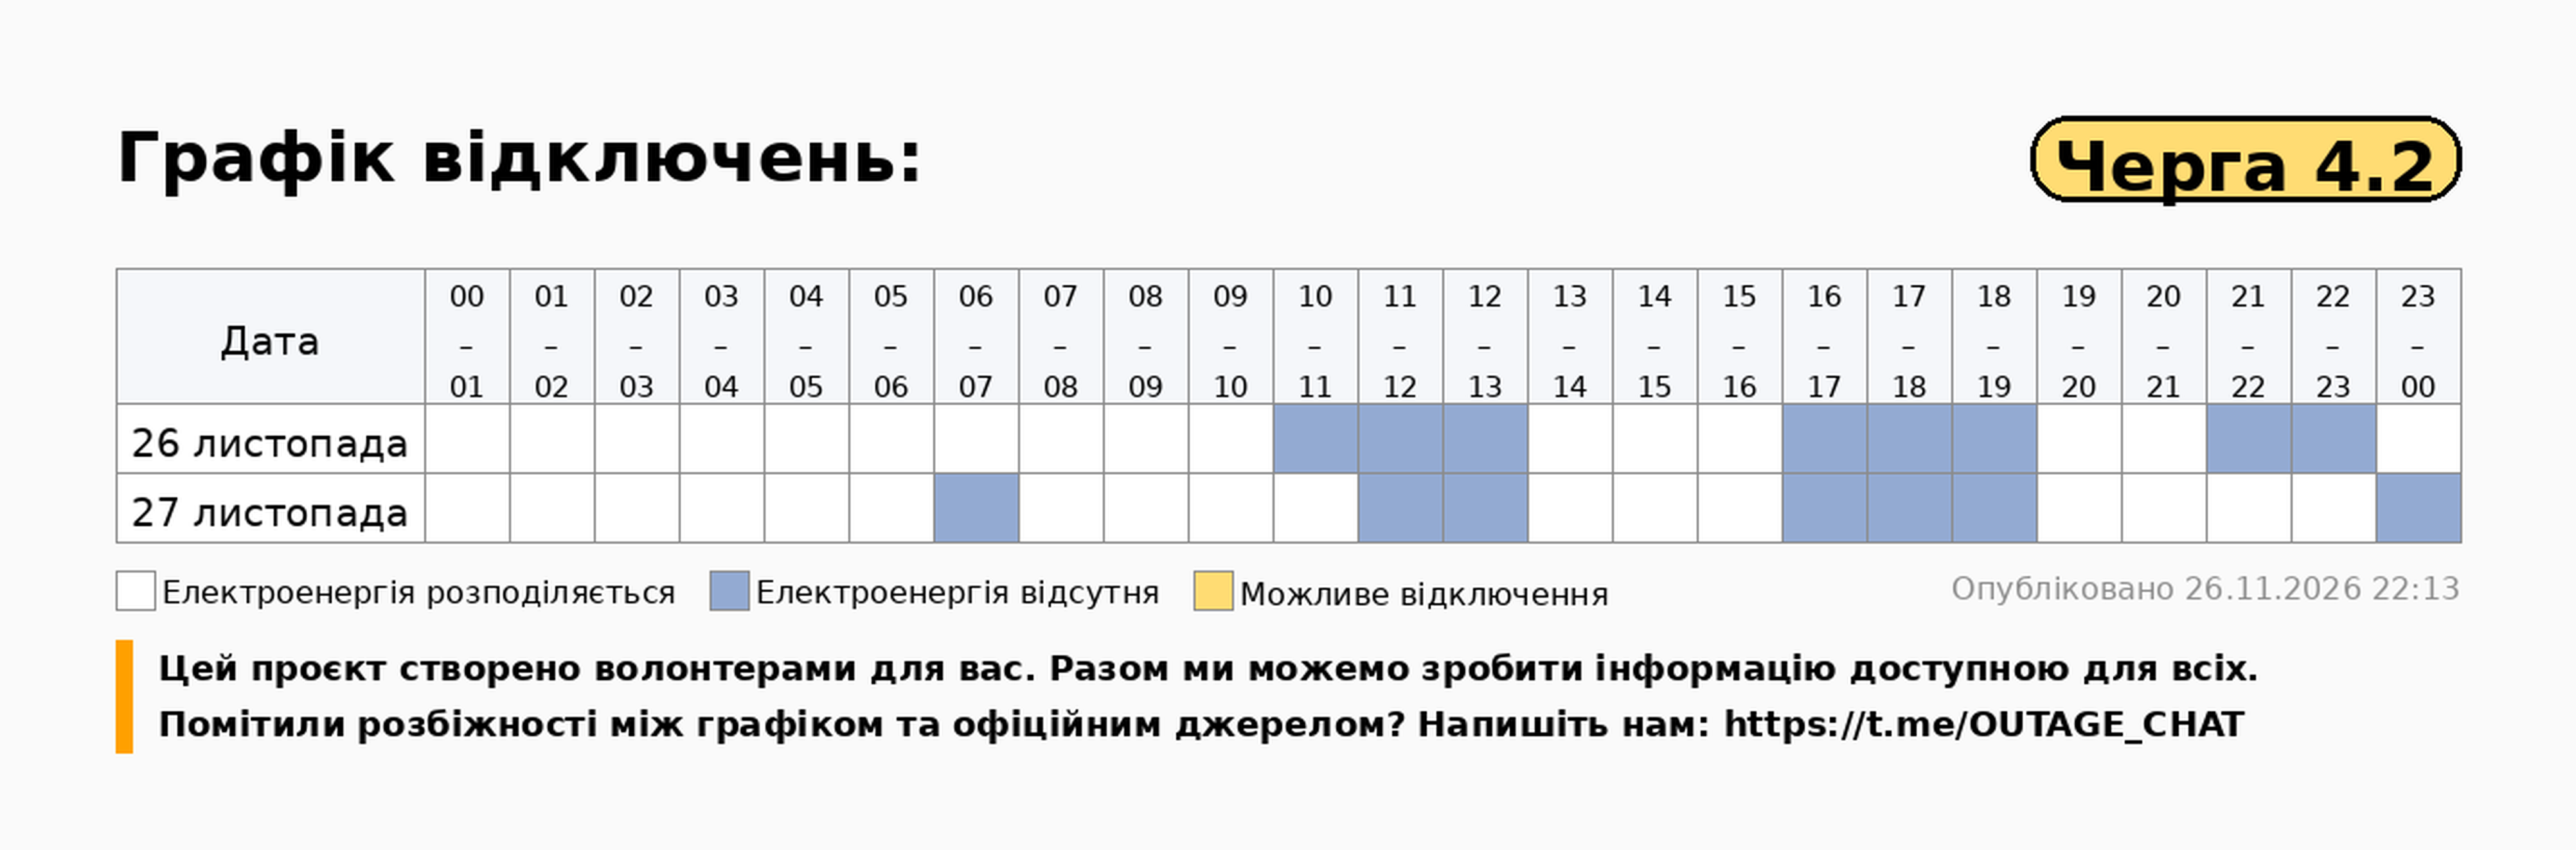 Графік відключень:
Черга 4.2
Дата
00 – 01
01 – 02
02 – 03
03 – 04
04 – 05
05 – 06
06 – 07
07 – 08
08 – 09
09 – 10
10 – 11
11 – 12
12 – 13
13 – 14
14 – 15
15 – 16
16 – 17
17 – 18
18 – 19
19 – 20
20 – 21
21 – 22
22 – 23
23 – 00
26 листопада
27 листопада
Електроенергія розподіляється
Електроенергія відсутня
Можливе відключення
Опубліковано 26.11.2026 22:13
Цей проєкт створено волонтерами для вас. Разом ми можемо зробити інформацію доступною для всіх.
Помітили розбіжності між графіком та офіційним джерелом? Напишіть нам: https://t.me/OUTAGE_CHAT